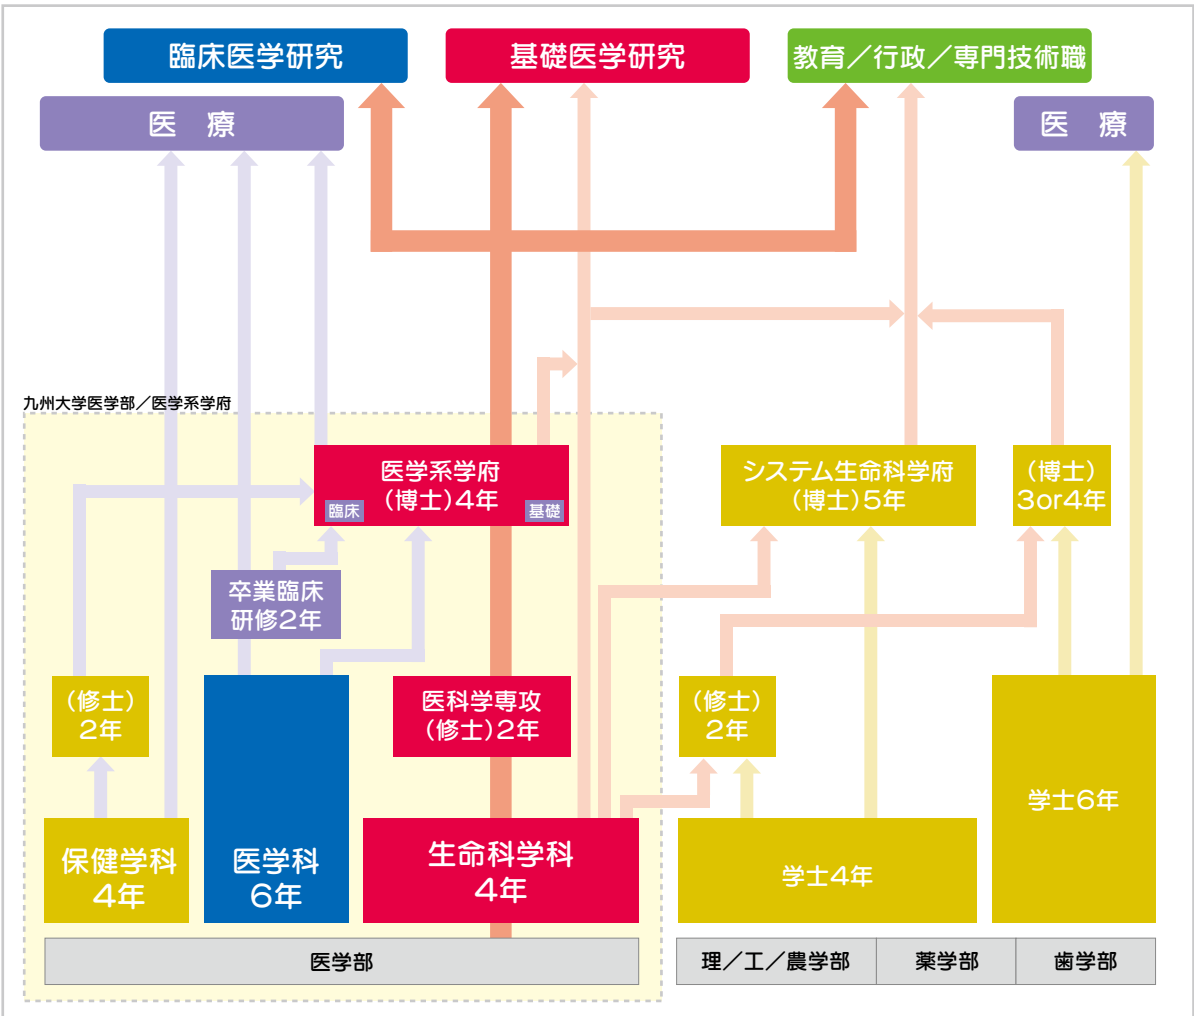 臨床医学研究
基礎医学研究
教育／行政／専門技術職
医　療
医　療
九州大学医学部／医学系学府
医学系学府
（博士）4年
臨床
基礎
システム生命科学府
（博士）5年
（博士）
3or4年
卒業臨床
研修2年
（修士）
2年
医科学専攻
（修士）2年
（修士）
2年
保健学科
4年
医学科
6年
生命科学科
4年
学士4年
学士6年
医学部
理／工／農学部
薬学部
歯学部